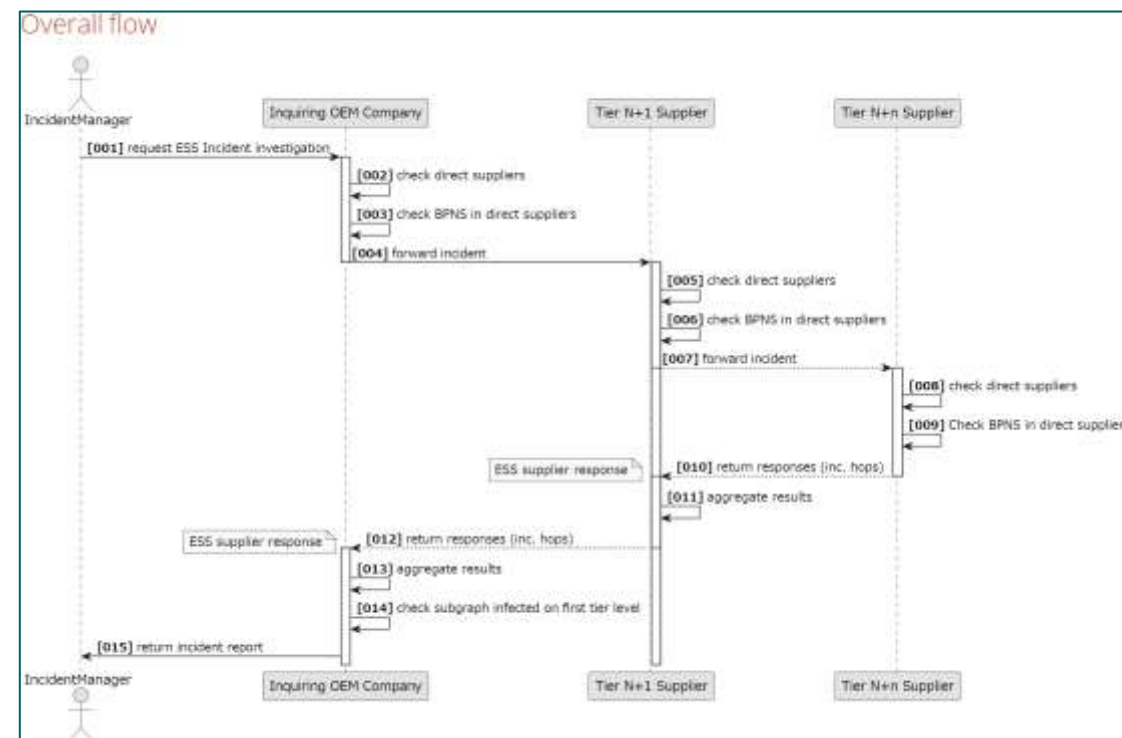 Overall flow
IncidentManager
Inquiring OEM Company
Tier N+1 Supplier
Tier N+n Supplier
[001] request ESS Incident investigation
[002] check direct suppliers
[003] check BPNS in direct suppliers
[004] forward incident
[005] check direct suppliers
[006] check BPNS in direct suppliers
[007] forward incident
[008] check direct suppliers
[009] Check BPNS in direct supplier
ESS supplier response
[010] return responses (inc. hops)
[011] aggregate results
ESS supplier response
[012] return responses (inc. hops)
[013] aggregate results
[014] check subgraph infected on first tier level
[015] return incident report
IncidentManager
Inquiring OEM Company
Tier N+1 Supplier
Tier N+n Supplier